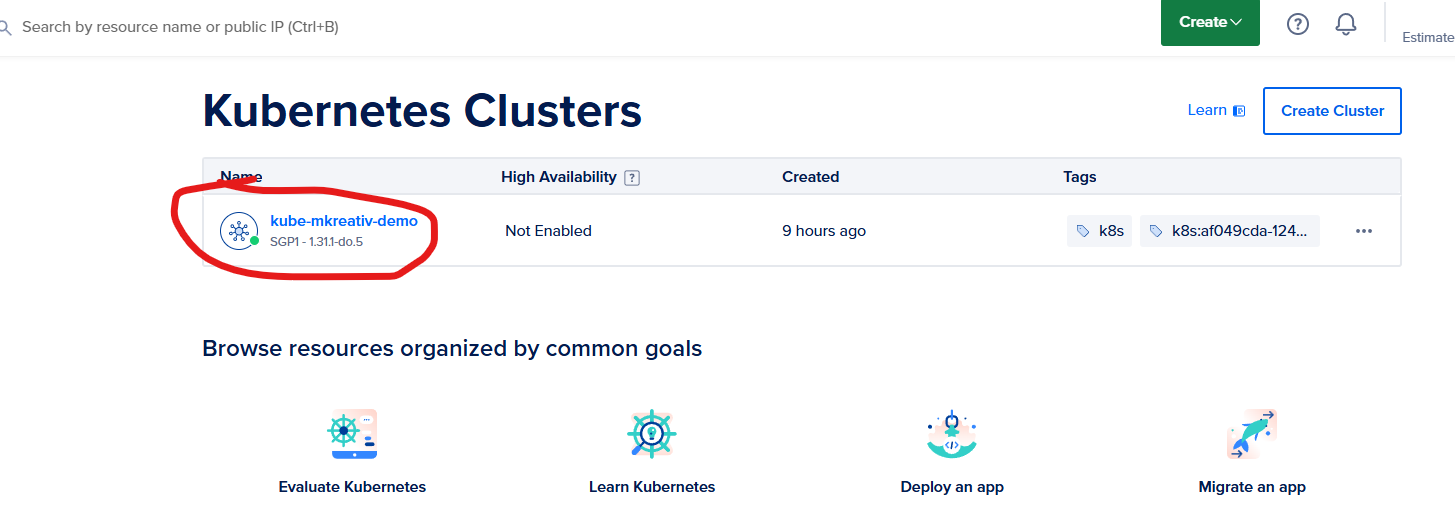 Search by resource name or public IP (Ctrl+B)
Create
?
Estimate
Kubernetes Clusters
Learn
Create Cluster
Name
High Availability ?
Created
Tags
kube-mkreativ-demo
SGP1 - 1.31.1-do.5
Not Enabled
9 hours ago
k8s
k8s:af049cda-124...
Browse resources organized by common goals
Evaluate Kubernetes
Learn Kubernetes
Deploy an app
Migrate an app